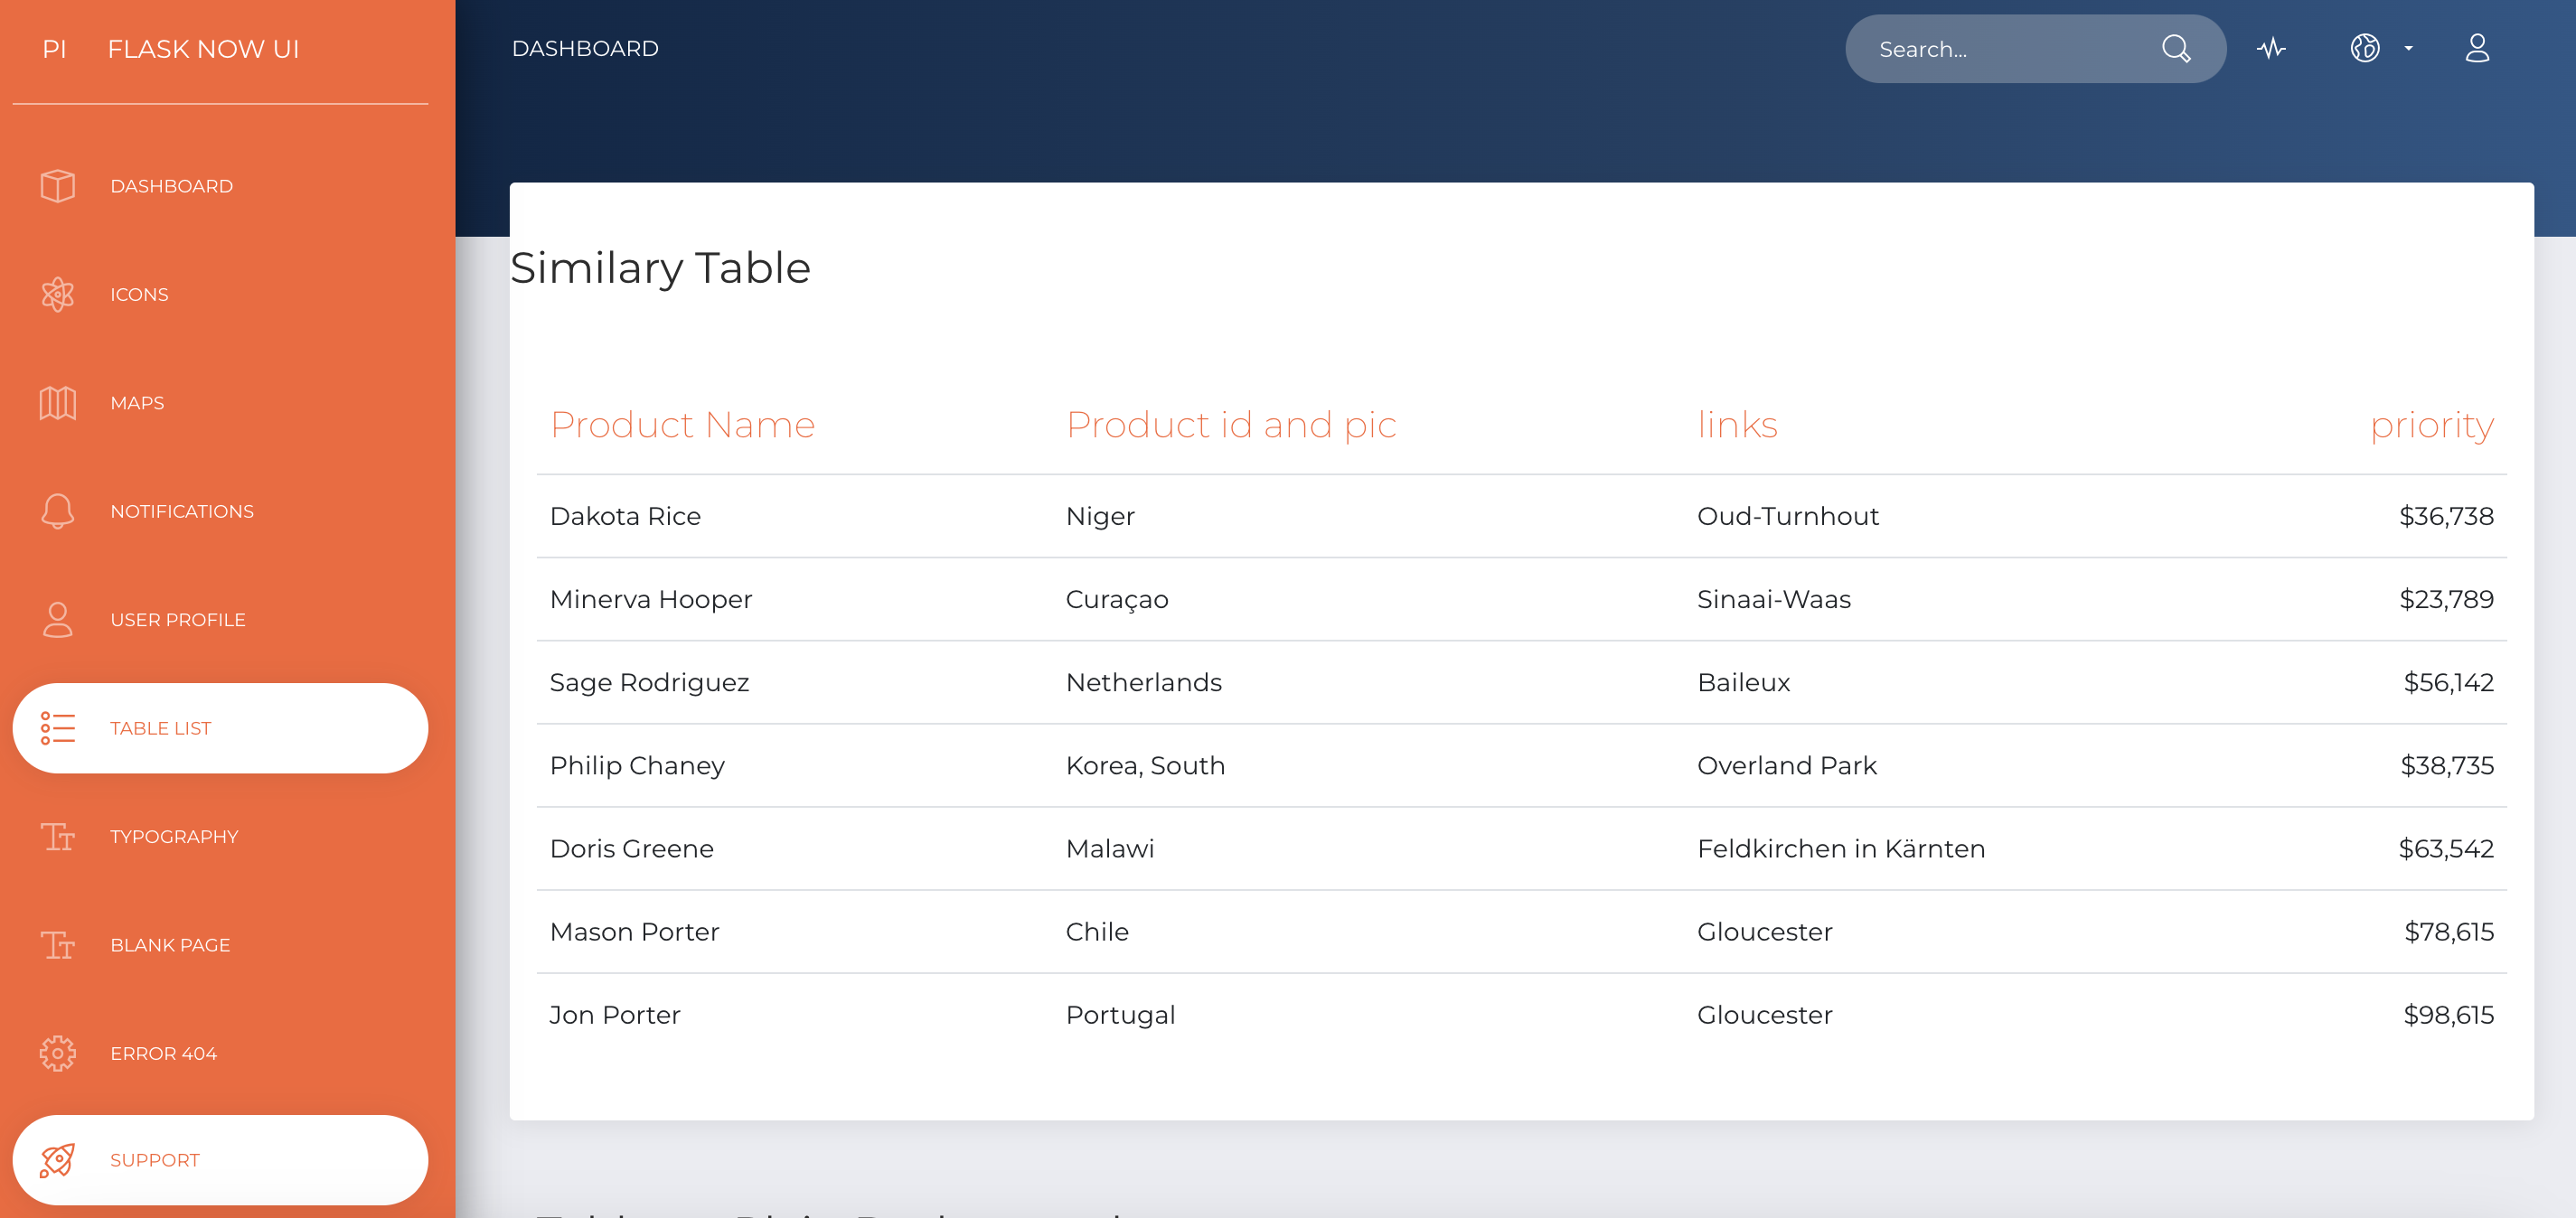 PI FLASK NOW UI
DASHBOARD
ICONS
MAPS
NOTIFICATIONS
USER PROFILE
TABLE LIST
TYPOGRAPHY
BLANK PAGE
ERROR 404
SUPPORT
DASHBOARD
Search...
Similary Table
Product Name Product id and pic links priority
Dakota Rice Niger Oud-Turnhout $36,738
Minerva Hooper Curaçao Sinaai-Waas $23,789
Sage Rodriguez Netherlands Baileux $56,142
Philip Chaney Korea, South Overland Park $38,735
Doris Greene Malawi Feldkirchen in Kärnten $63,542
Mason Porter Chile Gloucester $78,615
Jon Porter Portugal Gloucester $98,615